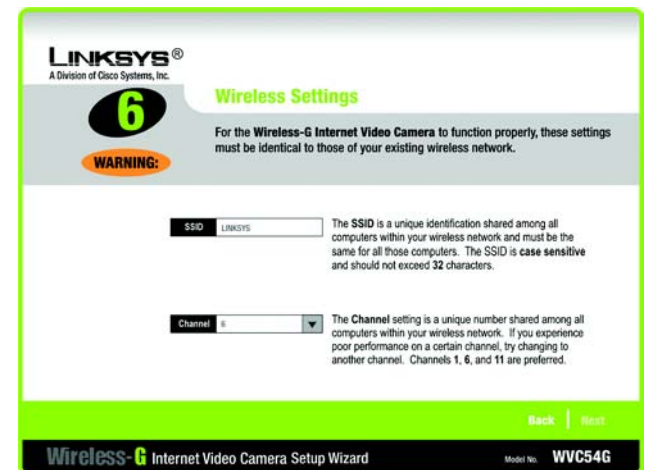 LINKSYS®
A Division of Cisco Systems, Inc.
6
WARNING:
Wireless Settings
For the Wireless-G Internet Video Camera to function properly, these settings
must be identical to those of your existing wireless network.
SSID LINKSYS
The SSID is a unique identification shared among all
computers within your wireless network and must be the
same for all those computers. The SSID is case sensitive
and should not exceed 32 characters.
Channel 6
The Channel setting is a unique number shared among all
computers within your wireless network. If you experience
poor performance on a certain channel, try changing to
another channel. Channels 1, 6, and 11 are preferred.
Back | Next
Wireless-G Internet Video Camera Setup Wizard
Model No. WVC54G